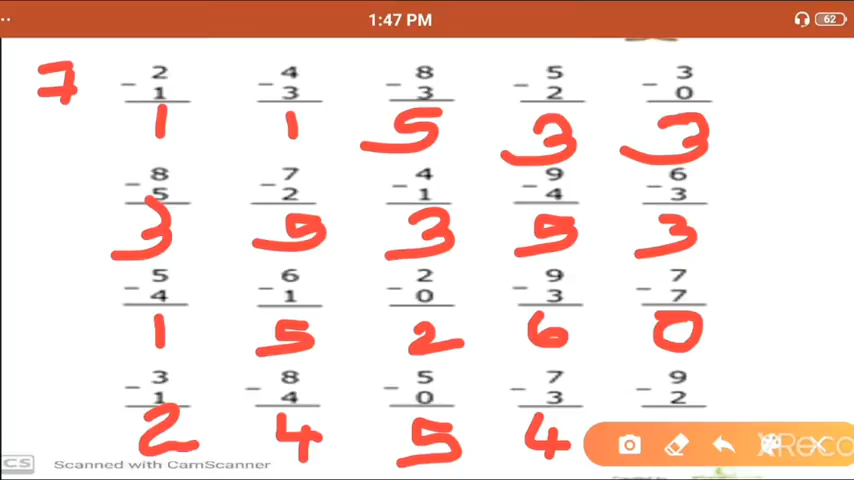 1:47 PM 62
7 2 4 8 5 3
- 1 - 3 - 3 - 2 - 0
1 1 5 3 3
8 7 4 9 6
- 5 - 2 - 1 - 4 - 3
3 5 3 5 3
5 6 2 9 7
- 4 - 1 - 0 - 3 - 7
1 5 2 6 0
3 8 5 7 9
- 1 - 4 - 0 - 3 - 2
2 4 5 4
CS Scanned with CamScanner XRec